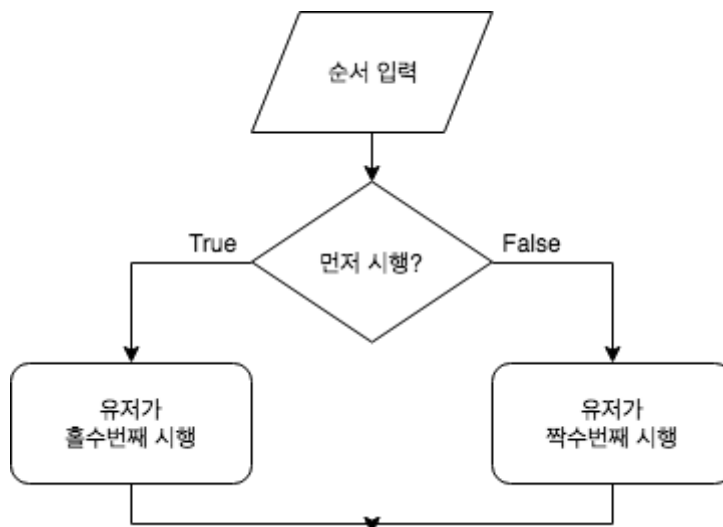 순서 입력
True
False
먼저 시행?
유저가
홀수번째 시행
유저가
짝수번째 시행